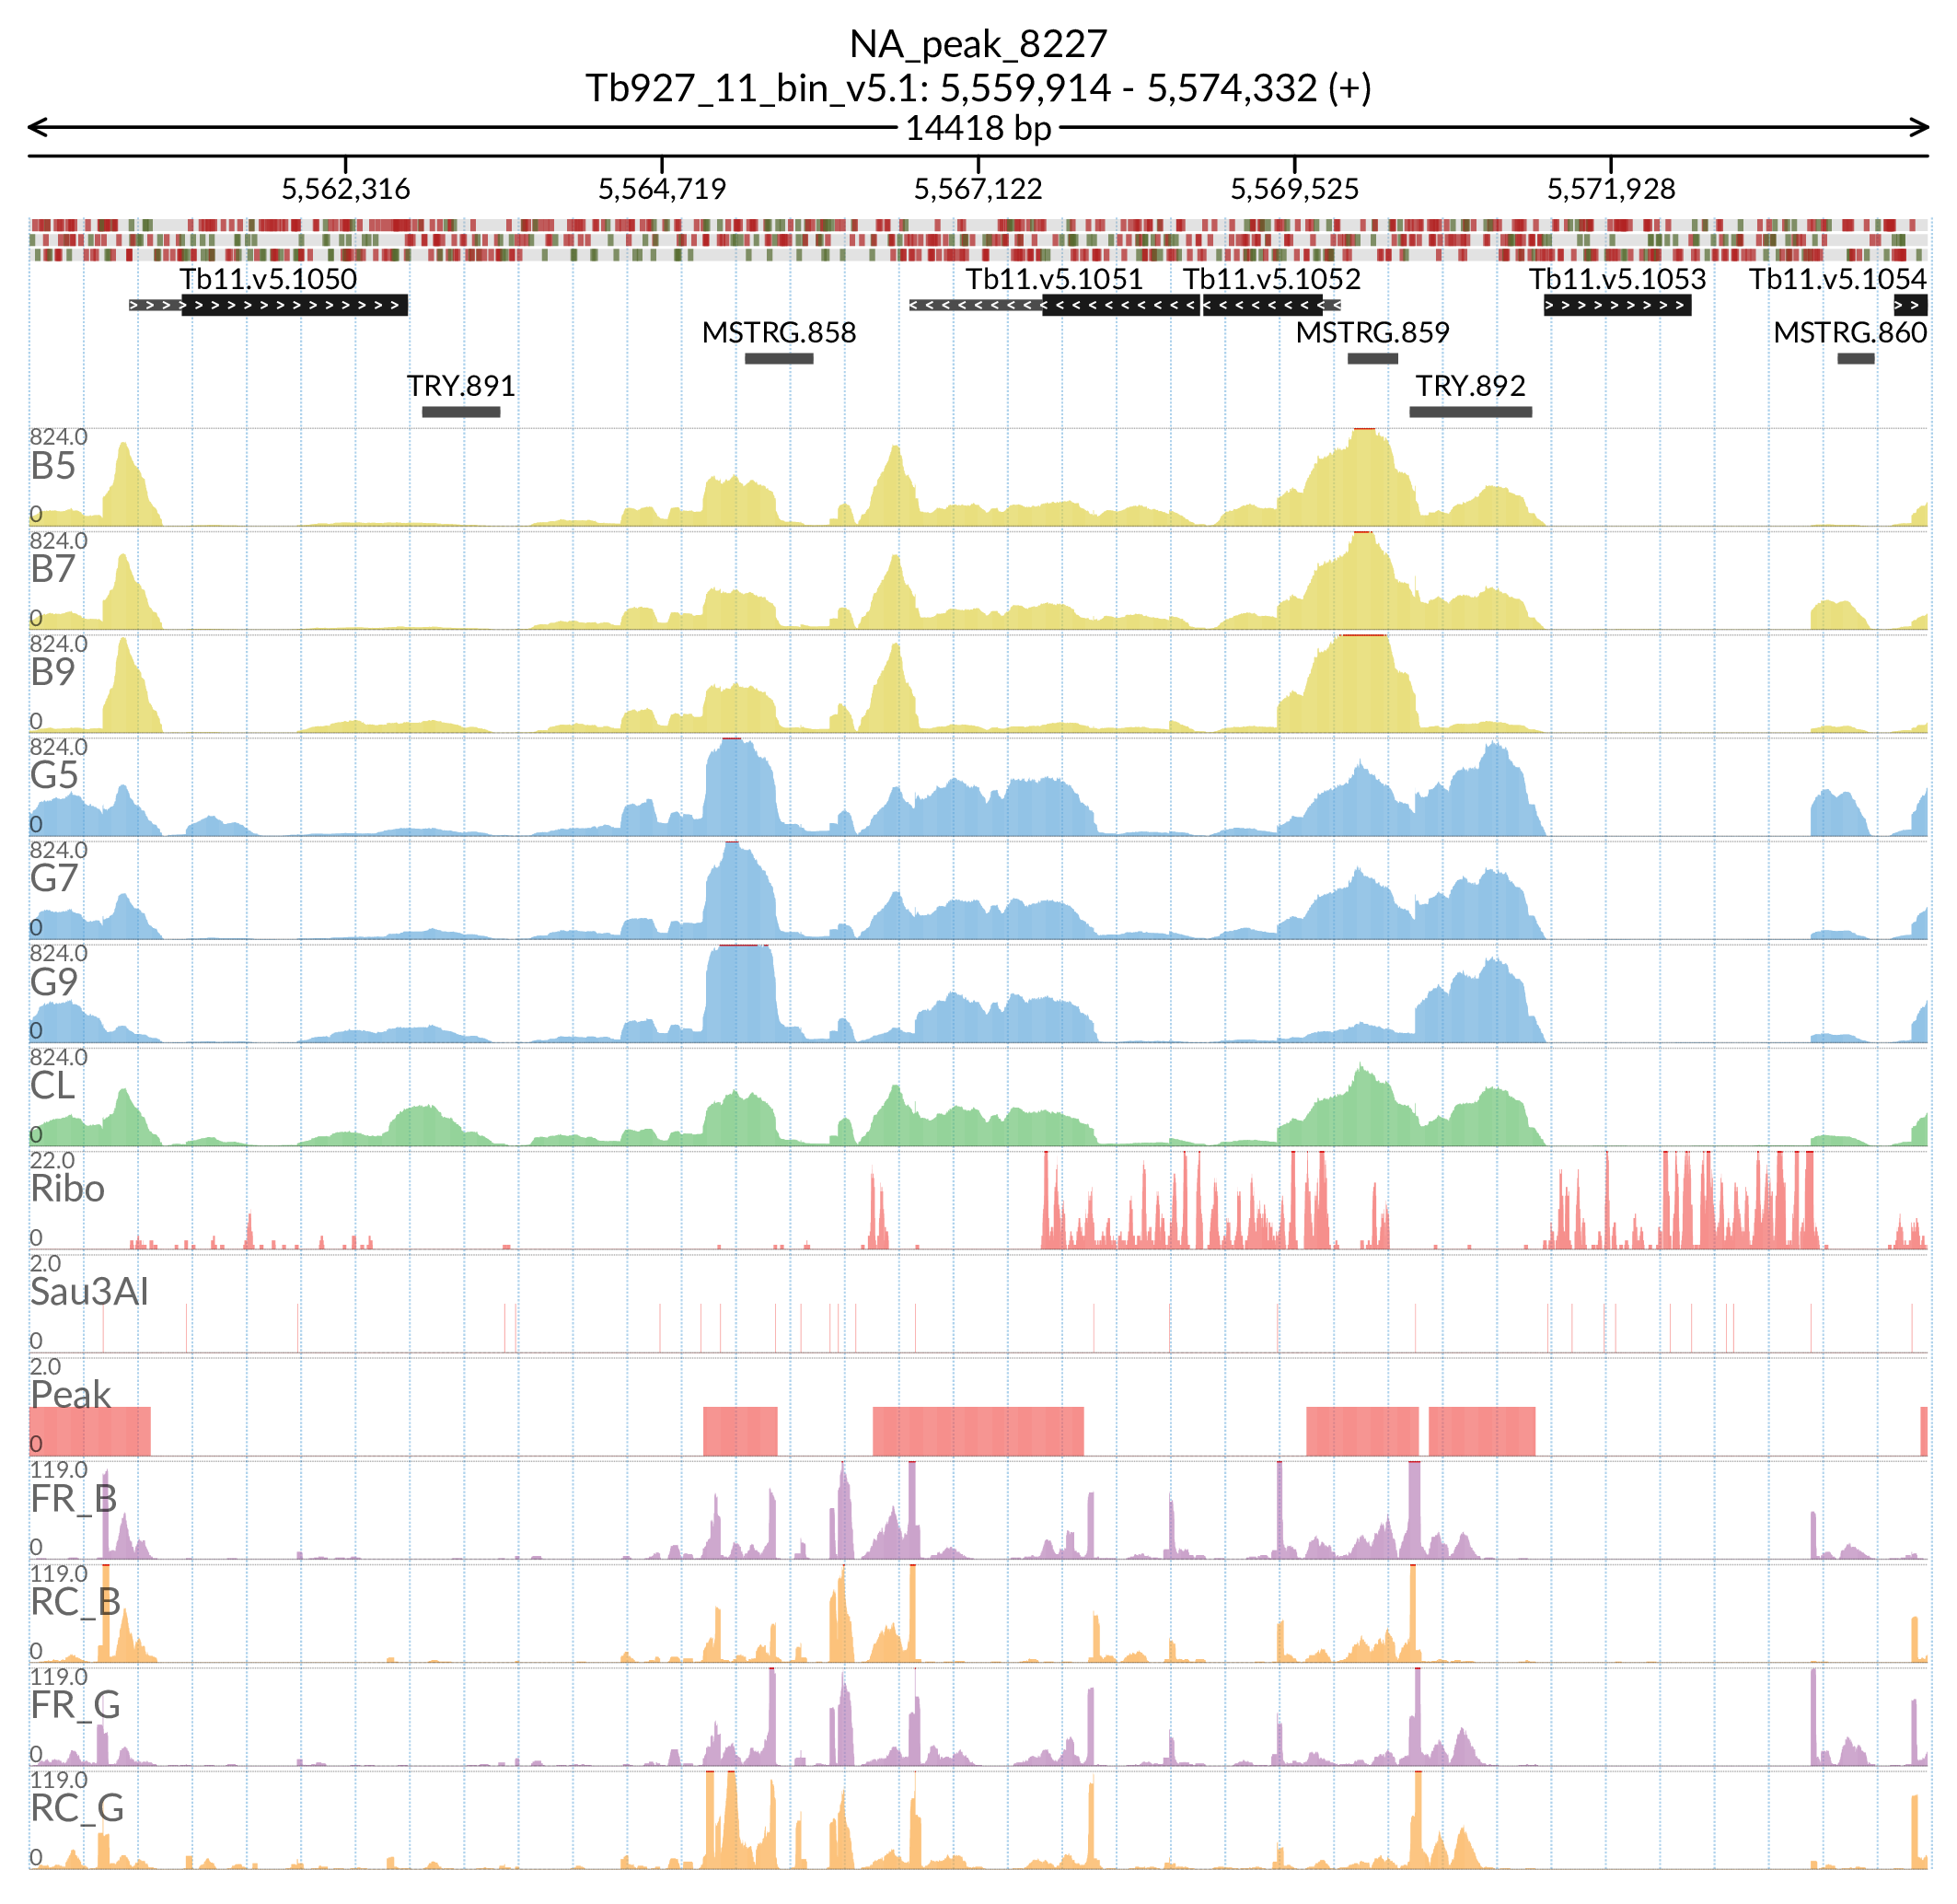 NA_peak_8227
Tb927_11_bin_v5.1: 5,559,914 - 5,574,332 (+)
14418 bp
5,562,316 5,564,719 5,567,122 5,569,525 5,571,928
Tb11.v5.1050 Tb11.v5.1051 Tb11.v5.1052 Tb11.v5.1053 Tb11.v5.1054
MSTRG.858 MSTRG.859 MSTRG.860
TRY.891 TRY.892
824.0
B5
0
824.0
B7
0
824.0
B9
0
824.0
G5
0
824.0
G7
0
824.0
G9
0
824.0
CL
0
22.0
Ribo
0
2.0
Sau3AI
0
2.0
Peak
0
119.0
FR_B
0
119.0
RC_B
0
119.0
FR_G
0
119.0
RC_G
0